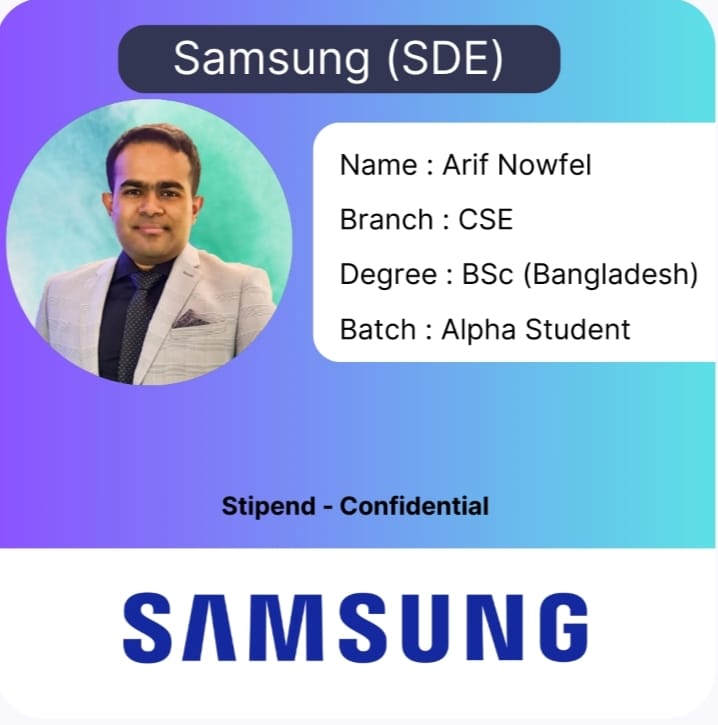 Samsung (SDE)
Name : Arif Nowfel
Branch : CSE
Degree : BSc (Bangladesh)
Batch : Alpha Student
Stipend - Confidential
SAMSUNG